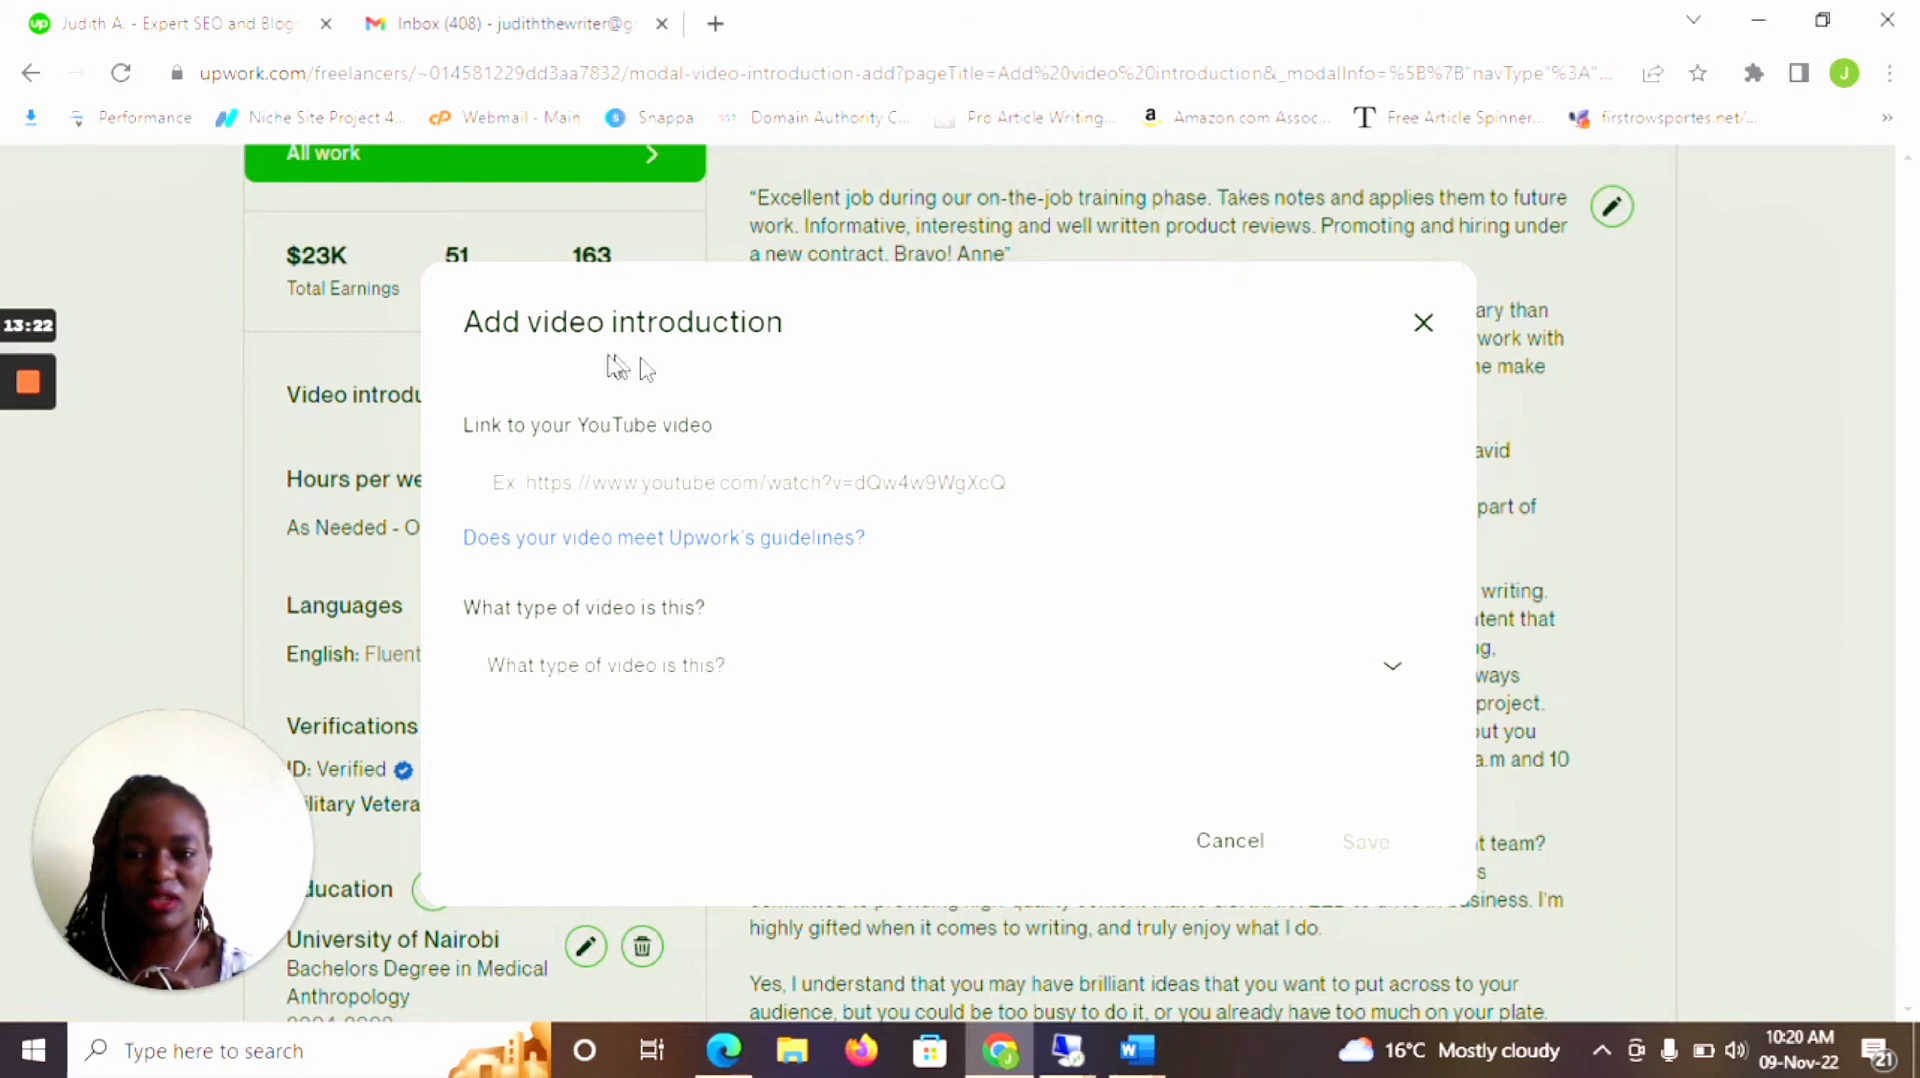 Judith A. - Expert SEO and Blog
Inbox (408) - judiththewriter@g
upwork.com/freelancers/~014581229dd3aa7832/modal-video-introduction-add?pageTitle=Add%20video%20introduction&_modalInfo=%5B%7B"navType"%3A"...
J
Performance
Niche Site Project 4...
Webmail - Main
Snappa
Domain Authority C...
Pro Article Writing...
Amazon.com Assoc...
Free Article Spinner...
firstrowsportes.net/...
»
All work
$23K
Total Earnings
51
163
"Excellent job during our on-the-job training phase. Takes notes and applies them to future
work. Informative, interesting and well written product reviews. Promoting and hiring under
a new contract. Bravo! Anne"
13:22
Add video introduction
Link to your YouTube video
Ex. https://www.youtube.com/watch?v=dQw4w9WgXcQ
Does your video meet Upwork's guidelines?
What type of video is this?
What type of video is this?
Cancel
Save
Video introdu
Hours per we
As Needed - O
Languages
English: Fluent
Verifications
ID: Verified
ilitary Vetera
ducation
University of Nairobi
Bachelors Degree in Medical
Anthropology
ary than
work with
e make
avid
part of
writing.
tent that
g,
ways
project.
out you
a.m and 10
t team?
s
siness. I'm
highly gifted when it comes to writing, and truly enjoy what I do.
Yes, I understand that you may have brilliant ideas that you want to put across to your
audience, but you could be too busy to do it, or you already have too much on your plate.
Type here to search
16°C Mostly cloudy
10:20 AM
09-Nov-22
21